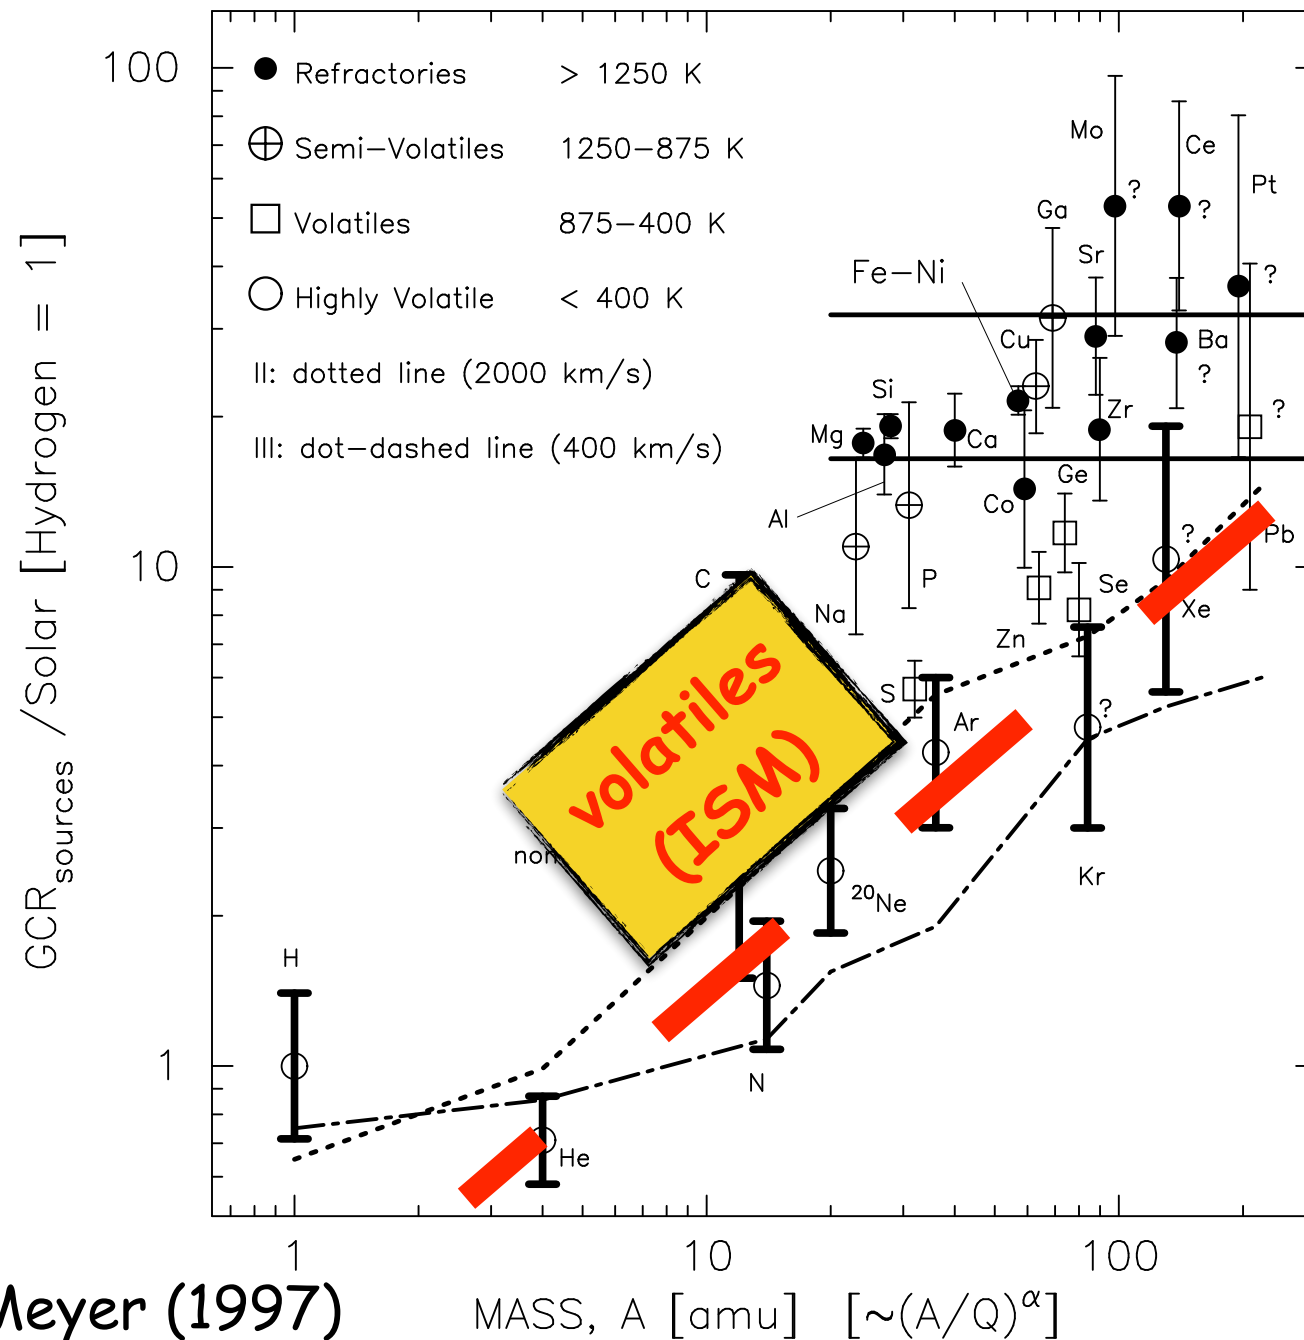 100
● Refractories > 1250 K
⊕ Semi-Volatiles 1250-875 K
□ Volatiles 875-400 K
○ Highly Volatile < 400 K
II: dotted line (2000 km/s)
III: dot-dashed line (400 km/s)
Mo
?
Ce
?
Pt
?
Ga
Sr
Fe-Ni
Cu
Ba
?
Si
Mg
Ca
Zr
?
Al
Co
Ge
10
C
Na
P
Zn
Se
?
Xe
Pb
S
Ar
?
volatiles
(ISM)
non
20Ne
Kr
H
1
N
He
GCRsources /Solar [Hydrogen = 1]
1
10
100
Meyer (1997)
MASS, A [amu] [~(A/Q)α]